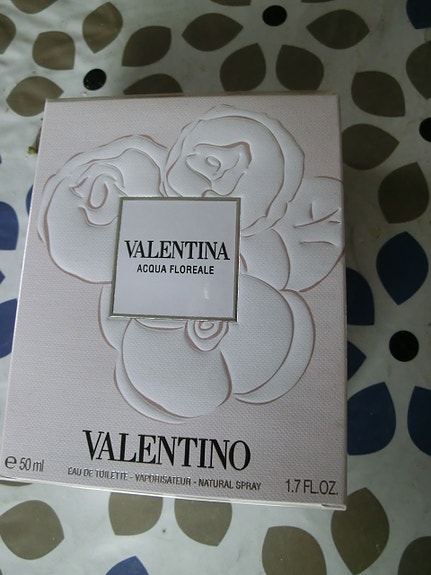 VALENTINA
ACQUA FLOREALE
VALENTINO
e 50 ml EAU DE TOILETTE - VAPORISATEUR - NATURAL SPRAY 1.7 FL.OZ.